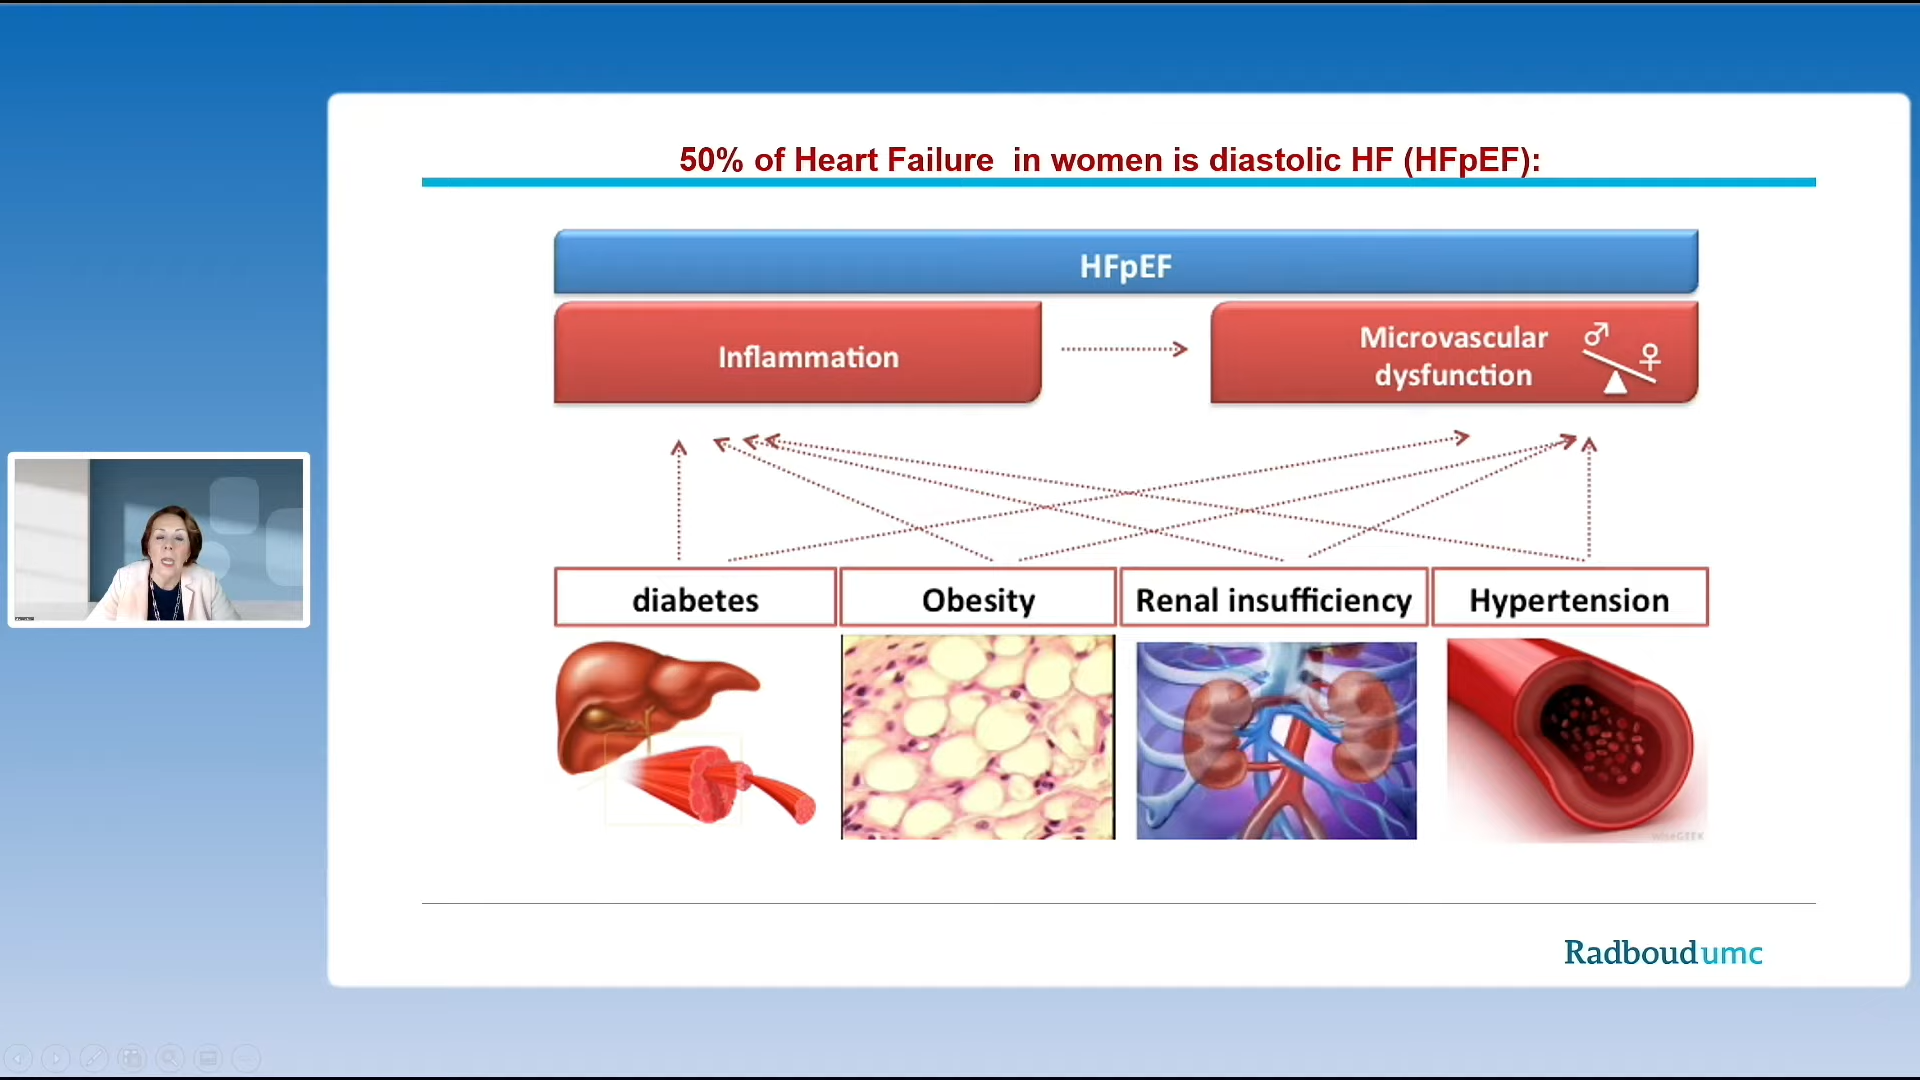 50% of Heart Failure in women is diastolic HF (HFpEF):
HFpEF
Inflammation
Microvascular
dysfunction
♂
♀
diabetes
Obesity
Renal insufficiency
Hypertension
wiseGEEK
Radboudumc